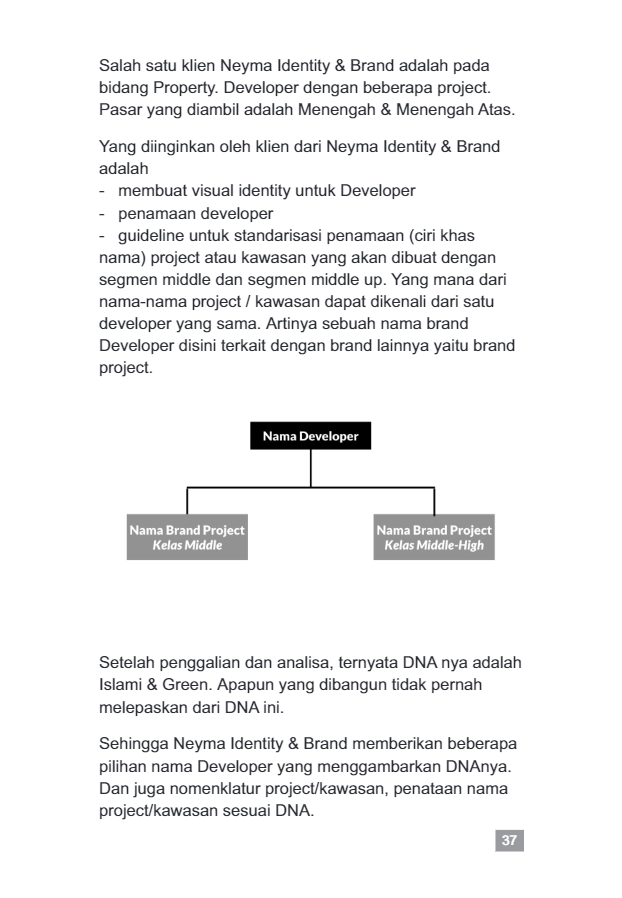 Salah satu klien Neyma Identity & Brand adalah pada
bidang Property. Developer dengan beberapa project.
Pasar yang diambil adalah Menengah & Menengah Atas.
Yang diinginkan oleh klien dari Neyma Identity & Brand
adalah
- membuat visual identity untuk Developer
- penamaan developer
- guideline untuk standarisasi penamaan (ciri khas
nama) project atau kawasan yang akan dibuat dengan
segmen middle dan segmen middle up. Yang mana dari
nama-nama project / kawasan dapat dikenali dari satu
developer yang sama. Artinya sebuah nama brand
Developer disini terkait dengan brand lainnya yaitu brand
project.
Nama Developer
Nama Brand Project
Kelas Middle
Nama Brand Project
Kelas Middle-High
Setelah penggalian dan analisa, ternyata DNA nya adalah
Islami & Green. Apapun yang dibangun tidak pernah
melepaskan dari DNA ini.
Sehingga Neyma Identity & Brand memberikan beberapa
pilihan nama Developer yang menggambarkan DNAnya.
Dan juga nomenklatur project/kawasan, penataan nama
project/kawasan sesuai DNA.
37